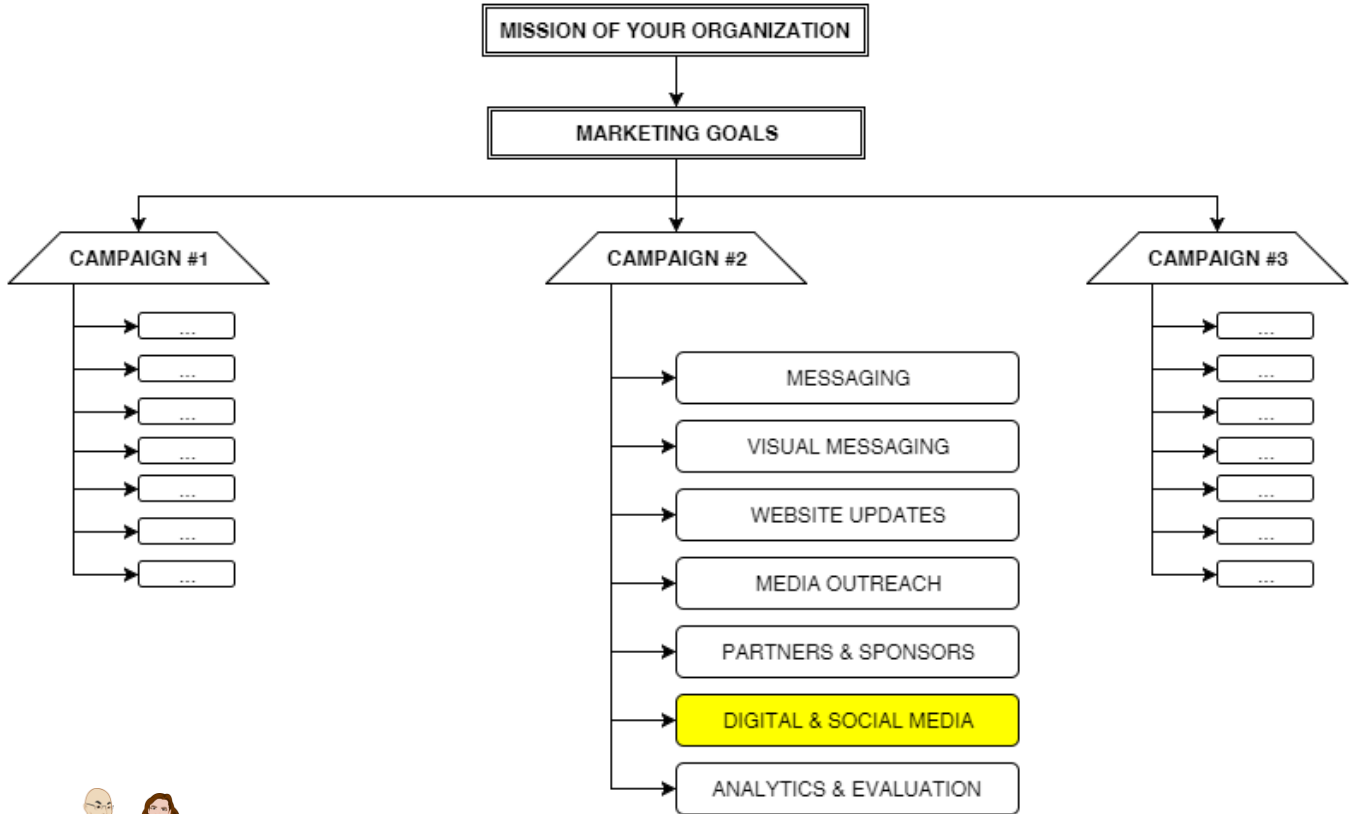 MISSION OF YOUR ORGANIZATION
MARKETING GOALS
CAMPAIGN #1
...
...
...
...
...
...
...
CAMPAIGN #2
MESSAGING
VISUAL MESSAGING
WEBSITE UPDATES
MEDIA OUTREACH
PARTNERS & SPONSORS
DIGITAL & SOCIAL MEDIA
ANALYTICS & EVALUATION
CAMPAIGN #3
...
...
...
...
...
...
...